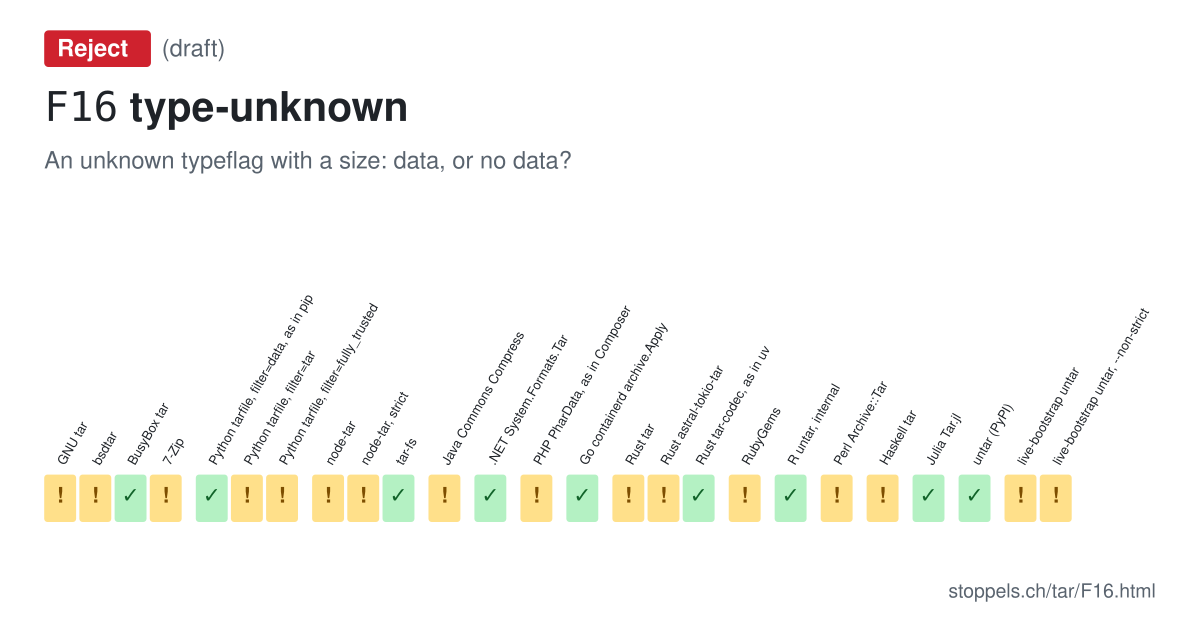 Reject (draft)
F16 type-unknown
An unknown typeflag with a size: data, or no data?
GNU tar
bsdtar
BusyBox tar
7-Zip
Python tarfile, filter=data, as in pip
Python tarfile, filter=tar
Python tarfile, filter=fully_trusted
node-tar
node-tar, strict
tar-fs
Java Commons Compress
.NET System.Formats.Tar
PHP PharData, as in Composer
Go containerd archive.Apply
Rust tar
Rust astral-tokio-tar
Rust tar-codec, as in uv
RubyGems
R untar, internal
Perl Archive::Tar
Haskell tar
Julia Tar.jl
untar (PyPI)
live-bootstrap untar
live-bootstrap untar, --non-strict
! ! ✓ ! ✓ ! ! ! ! ✓ ! ✓ ! ✓ ! ! ✓ ! ✓ ! ! ✓ ✓ ! !
stoppels.ch/tar/F16.html